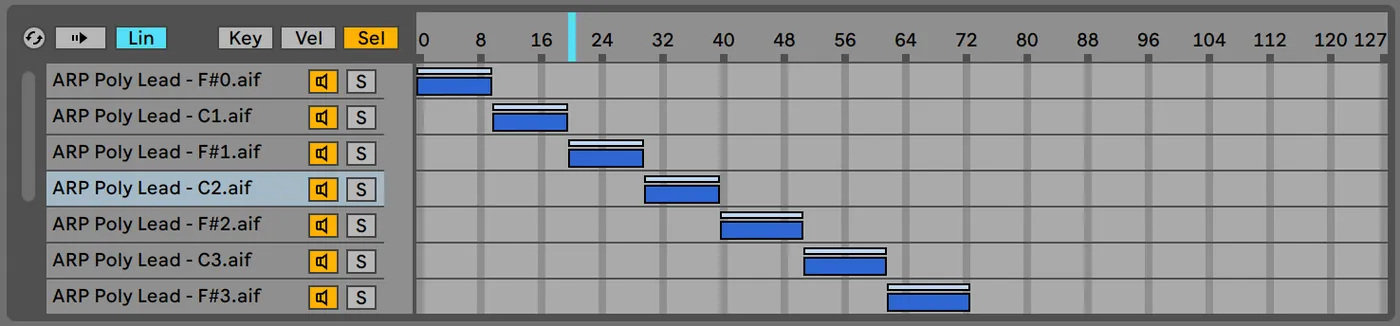 Lin Key Vel Sel
0 8 16 24 32 40 48 56 64 72 80 88 96 104 112 120 127
ARP Poly Lead - F#0.aif S
ARP Poly Lead - C1.aif S
ARP Poly Lead - F#1.aif S
ARP Poly Lead - C2.aif S
ARP Poly Lead - F#2.aif S
ARP Poly Lead - C3.aif S
ARP Poly Lead - F#3.aif S